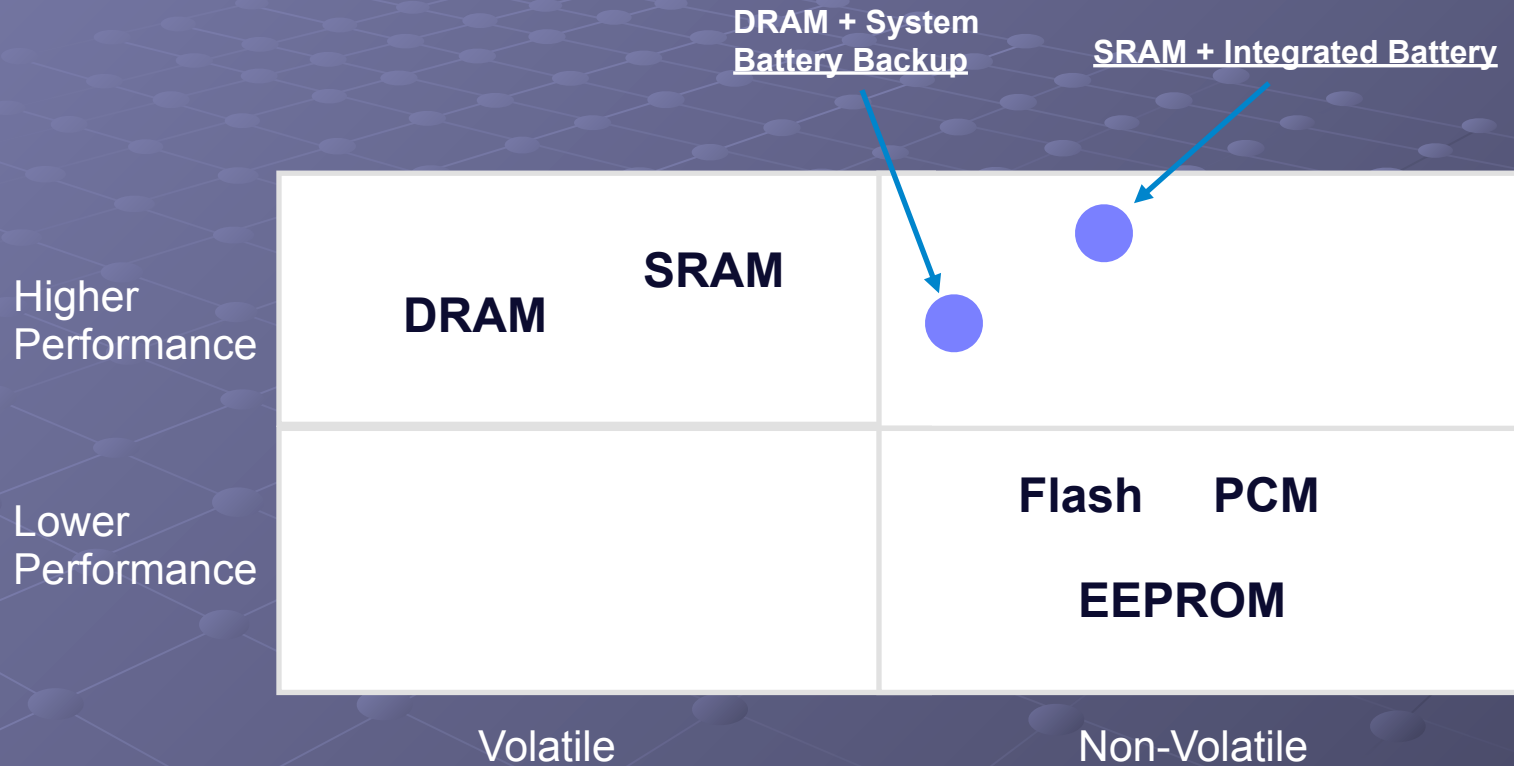 DRAM + System
Battery Backup
SRAM + Integrated Battery
Higher
Performance
DRAM
SRAM
Lower
Performance
Flash PCM
EEPROM
Volatile
Non-Volatile